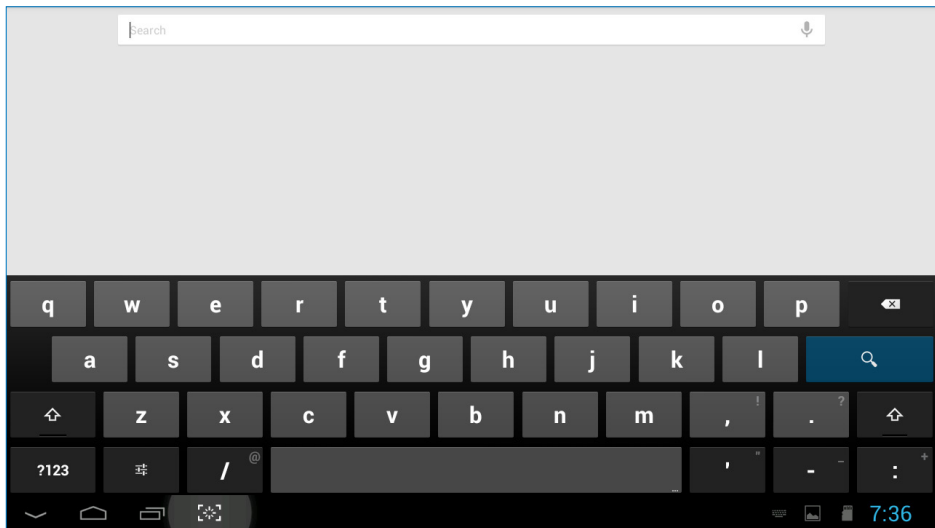 Search
q w e r t y u i o p
a s d f g h j k l
z x c v b n m , ! . ?
?123 / @ ... ' " - _ : +
7:36